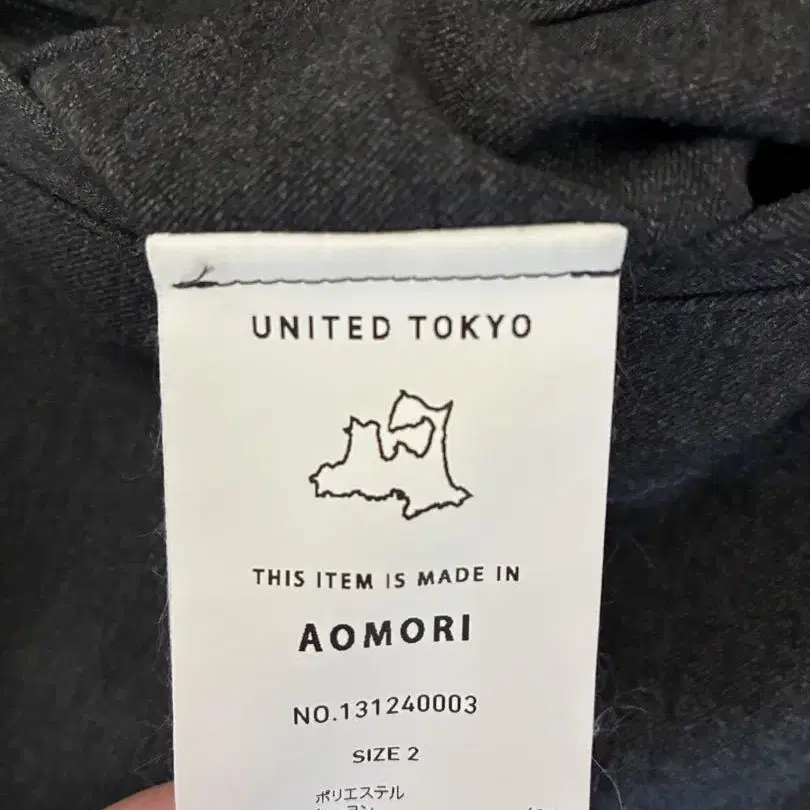 UNITED TOKYO
THIS ITEM IS MADE IN
AOMORI
NO.131240003
SIZE 2
ポリエステル